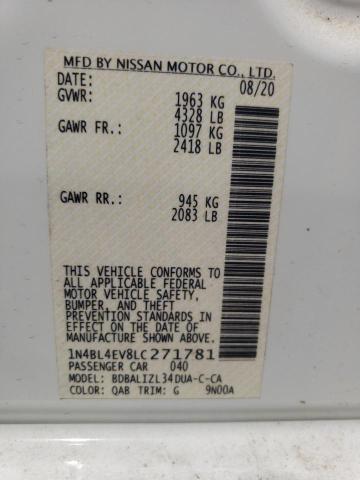 MFD BY NISSAN MOTOR CO., LTD.
DATE: 08/20
GVWR: 1963 KG
4328 LB
GAWR FR.: 1097 KG
2418 LB
GAWR RR.: 945 KG
2083 LB
THIS VEHICLE CONFORMS TO
ALL APPLICABLE FEDERAL
MOTOR VEHICLE SAFETY,
BUMPER, AND THEFT
PREVENTION STANDARDS IN
EFFECT ON THE DATE OF
MANUFACTURE SHOWN ABOVE.
1N4BL4EV8LC271781
PASSENGER CAR 040
MODEL: BDBALIZL34DUA-C-CA
COLOR: QAB TRIM: G 9N00A